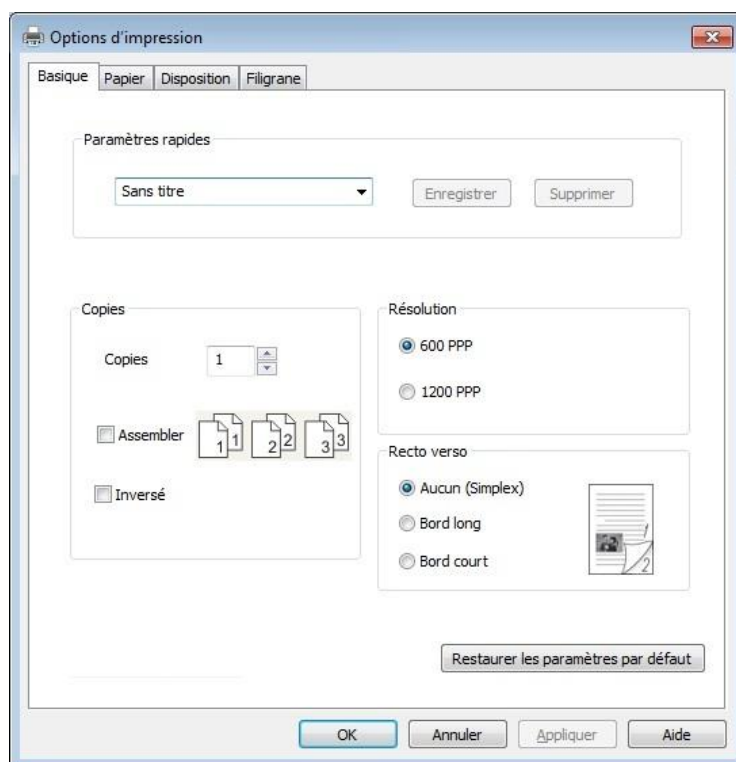 Options d'impression
Basique Papier Disposition Filigrane
Paramètres rapides
Sans titre Enregistrer Supprimer
Copies
Copies 1
Assembler 1 1 2 2 3 3
Inversé
Résolution
600 PPP
1200 PPP
Recto verso
Aucun (Simplex)
Bord long
Bord court
1
2
Restaurer les paramètres par défaut
OK Annuler Appliquer Aide